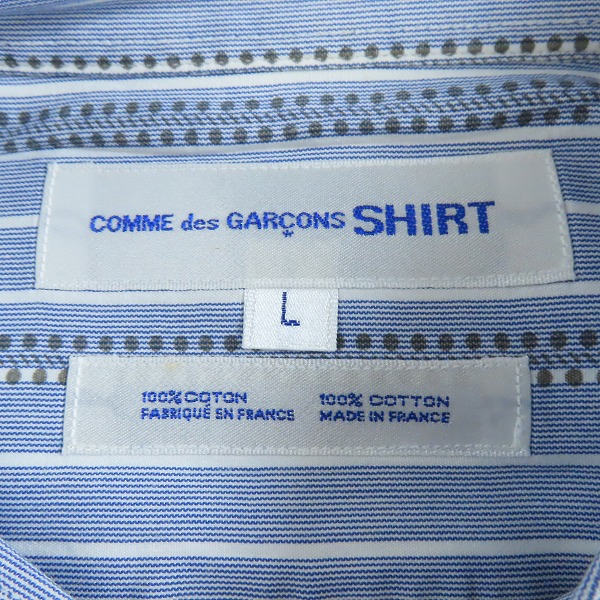 COMME des GARÇONS SHIRT
L
100% COTON
FABRIQUÉ EN FRANCE
100% COTTON
MADE IN FRANCE